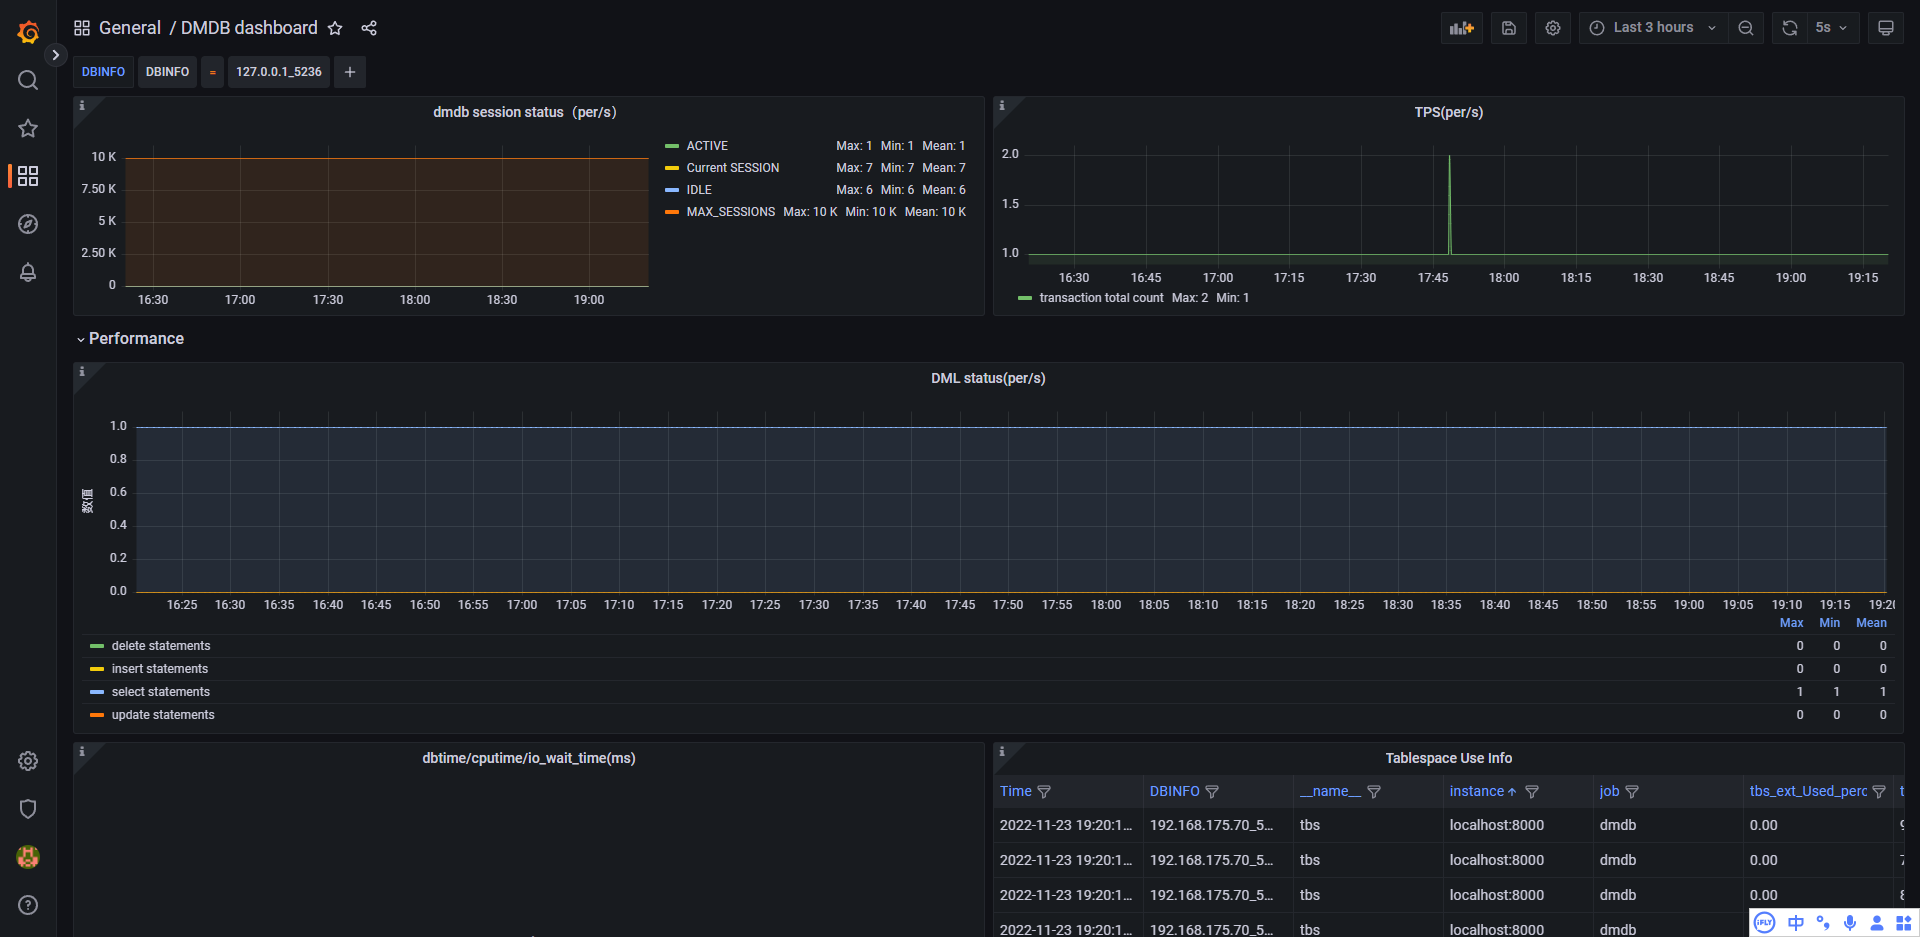 General / DMDB dashboard
Last 3 hours
5s
DBINFO DBINFO = 127.0.0.1_5236 +
dmdb session status（per/s）
10 K
7.50 K
5 K
2.50 K
0
16:30 17:00 17:30 18:00 18:30 19:00
ACTIVE Max: 1 Min: 1 Mean: 1
Current SESSION Max: 7 Min: 7 Mean: 7
IDLE Max: 6 Min: 6 Mean: 6
MAX_SESSIONS Max: 10 K Min: 10 K Mean: 10 K
TPS(per/s)
2.0
1.5
1.0
16:30 16:45 17:00 17:15 17:30 17:45 18:00 18:15 18:30 18:45 19:00 19:15
transaction total count Max: 2 Min: 1
Performance
DML status(per/s)
数值
1.0
0.8
0.6
0.4
0.2
0.0
16:25 16:30 16:35 16:40 16:45 16:50 16:55 17:00 17:05 17:10 17:15 17:20 17:25 17:30 17:35 17:40 17:45 17:50 17:55 18:00 18:05 18:10 18:15 18:20 18:25 18:30 18:35 18:40 18:45 18:50 18:55 19:00 19:05 19:10 19:15 19:20
Max Min Mean
delete statements 0 0 0
insert statements 0 0 0
select statements 1 1 1
update statements 0 0 0
dbtime/cputime/io_wait_time(ms)
Tablespace Use Info
Time DBINFO __name__ instance job tbs_ext_Used_perc
2022-11-23 19:20:1... 192.168.175.70_5... tbs localhost:8000 dmdb 0.00
2022-11-23 19:20:1... 192.168.175.70_5... tbs localhost:8000 dmdb 0.00
2022-11-23 19:20:1... 192.168.175.70_5... tbs localhost:8000 dmdb 0.00
2022-11-23 19:20:1... 192.168.175.70_5... tbs localhost:8000 dmdb
iFLY 中